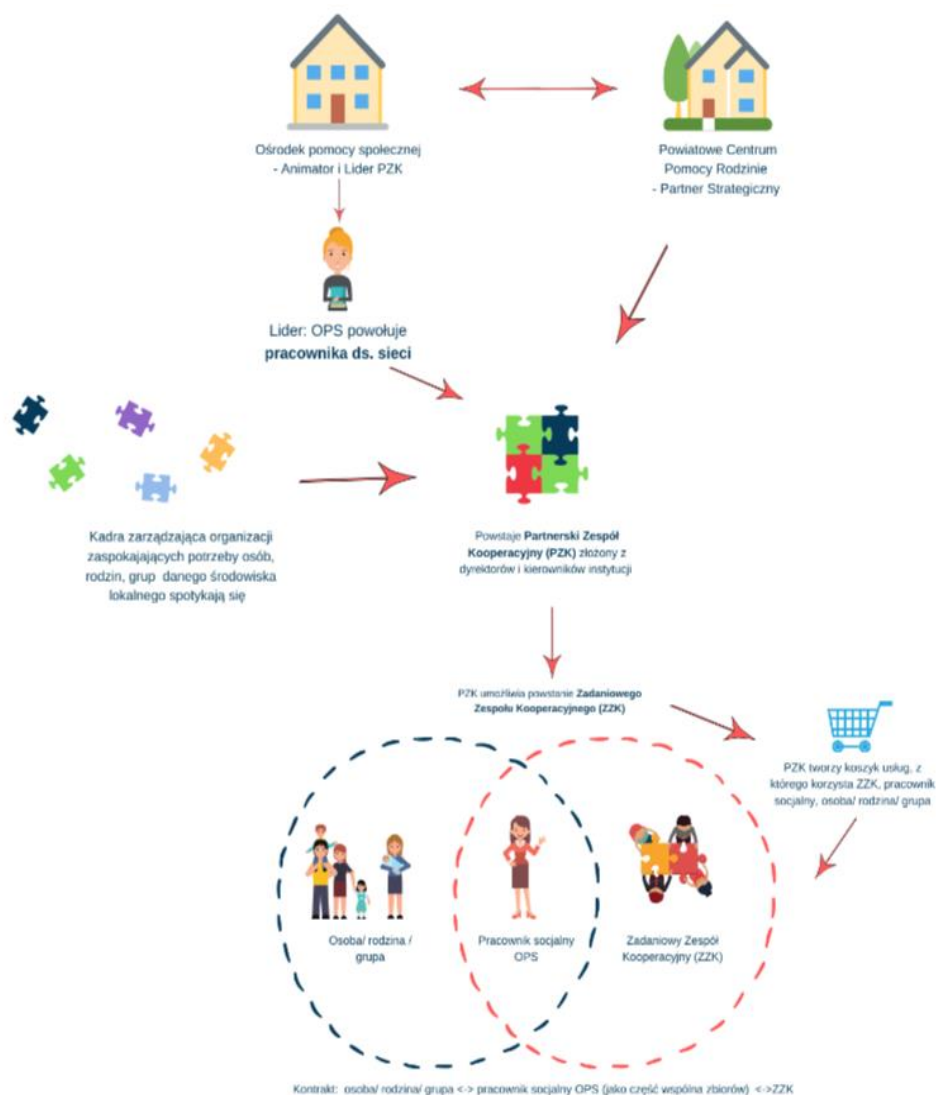 Ośrodek pomocy społecznej
- Animator i Lider PZK
Powiatowe Centrum
Pomocy Rodzinie
- Partner Strategiczny
Lider: OPS powołuje
pracownika ds. sieci
Kadra zarządzająca organizacji
zaspokajających potrzeby osób,
rodzin, grup danego środowiska
lokalnego spotykają się
Powstaje Partnerski Zespół
Kooperacyjny (PZK) złożony z
dyrektorów i kierowników instytucji
PZK umożliwia powstanie Zadaniowego
Zespołu Kooperacyjnego (ZZK)
PZK tworzy koszyk usług, z
którego korzysta ZZK, pracownik
socjalny, osoba/ rodzina/ grupa
Osoba/ rodzina /
grupa
Pracownik socjalny
OPS
Zadaniowy Zespół
Kooperacyjny (ZZK)
Kontrakt: osoba/ rodzina/ grupa <-> pracownik socjalny OPS (jako część wspólna zbiorów) <->ZZK